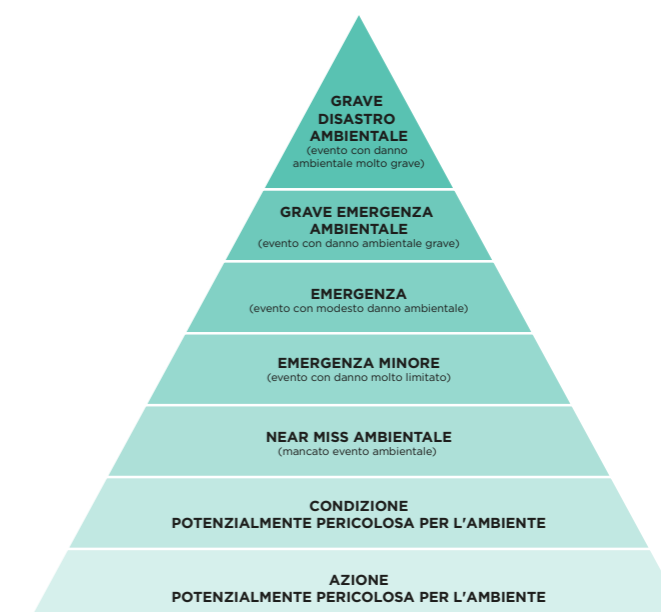 GRAVE
DISASTRO
AMBIENTALE
(evento con danno
ambientale molto grave)
GRAVE EMERGENZA
AMBIENTALE
(evento con danno ambientale grave)
EMERGENZA
(evento con modesto danno ambientale)
EMERGENZA MINORE
(evento con danno molto limitato)
NEAR MISS AMBIENTALE
(mancato evento ambientale)
CONDIZIONE
POTENZIALMENTE PERICOLOSA PER L'AMBIENTE
AZIONE
POTENZIALMENTE PERICOLOSA PER L'AMBIENTE